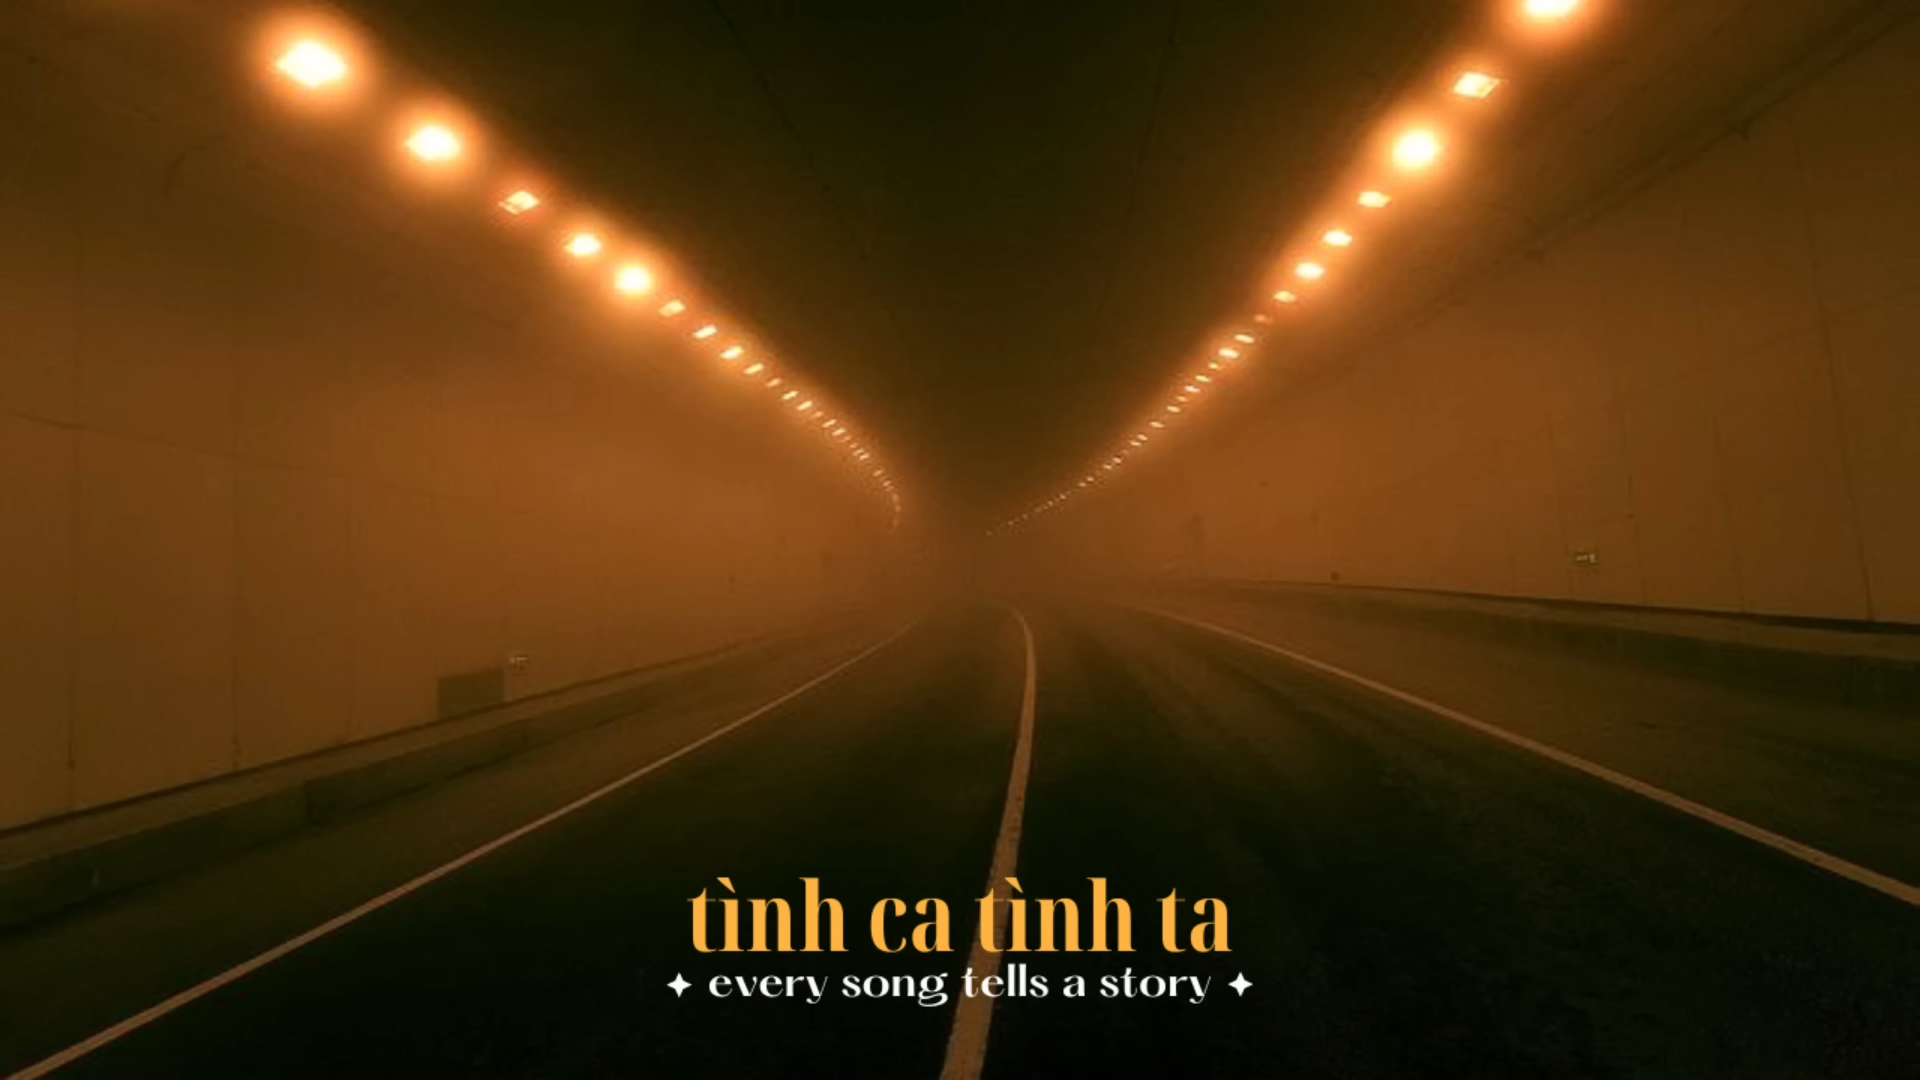 tình ca tình ta
✦ every song tells a story ✦